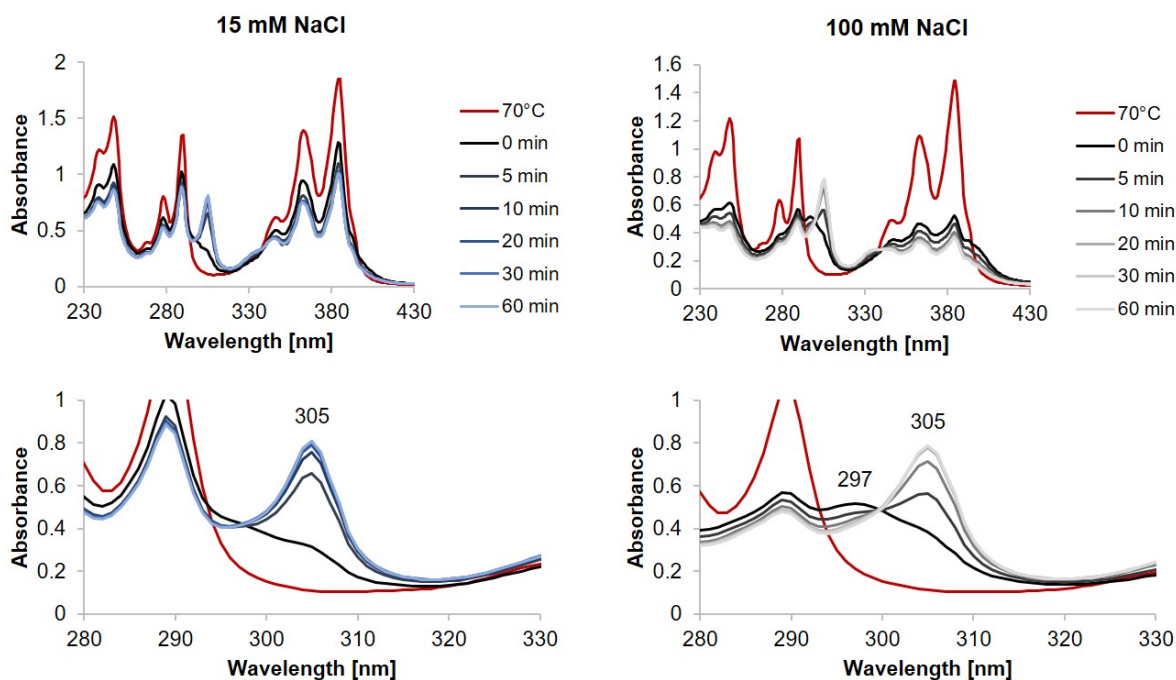 15 mM NaCl
2
1.5
1
0.5
0
Absorbance
230
280
330
380
430
Wavelength [nm]
70°C
0 min
5 min
10 min
20 min
30 min
60 min
100 mM NaCl
1.6
1.4
1.2
1
0.8
0.6
0.4
0.2
0
Absorbance
230
280
330
380
430
Wavelength [nm]
70°C
0 min
5 min
10 min
20 min
30 min
60 min
1
0.8
0.6
0.4
0.2
0
Absorbance
305
280
290
300
310
320
330
Wavelength [nm]
1
0.8
0.6
0.4
0.2
0
Absorbance
297
305
280
290
300
310
320
330
Wavelength [nm]